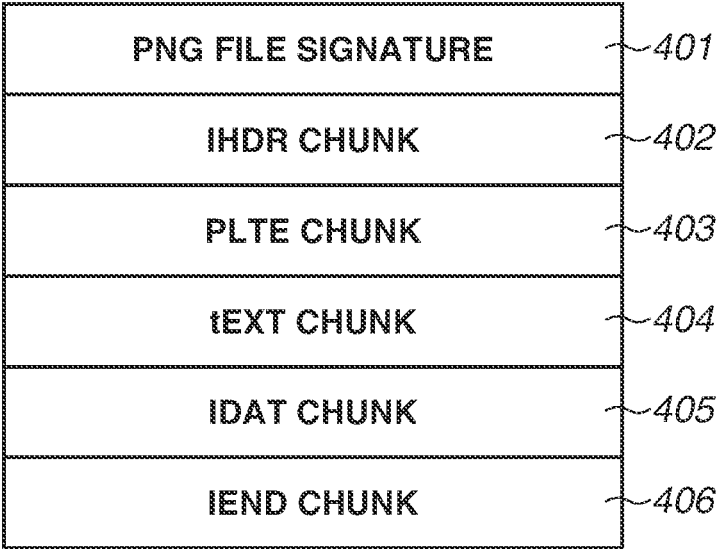 PNG FILE SIGNATURE 401
IHDR CHUNK 402
PLTE CHUNK 403
tEXT CHUNK 404
IDAT CHUNK 405
IEND CHUNK 406